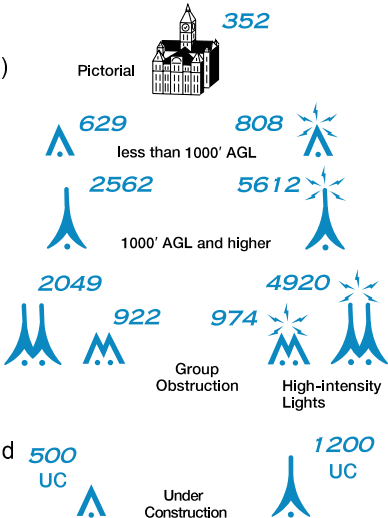 352
)
Pictorial
629
808
less than 1000′ AGL
2562
5612
1000′ AGL and higher
2049
4920
922
974
Group
Obstruction
High-intensity
Lights
d
500
UC
1200
UC
Under
Construction